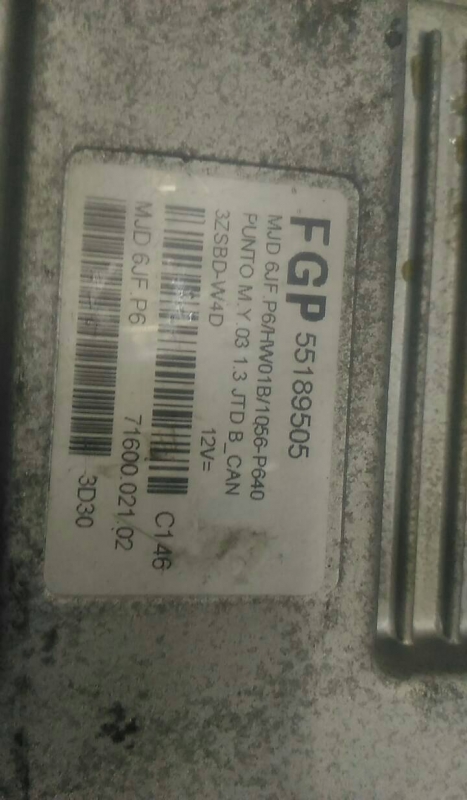 FGP 55189505
MJD 6JF.P6/HW01B/1056-P640
PUNTO M.Y.03 1.3 JTD B_CAN
3ZSBD-W4D 12V=
C146
MJD 6JF.P6 71600.021.02
3D30